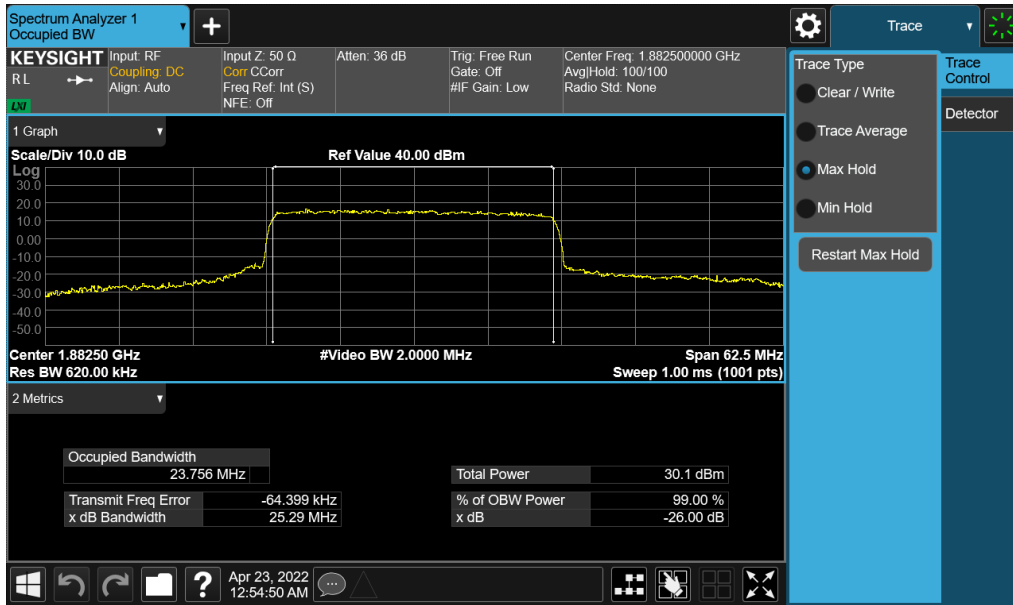 Spectrum Analyzer 1
Occupied BW
+
Trace
KEYSIGHT
R L
LXI
Input: RF
Coupling: DC
Align: Auto
Input Z: 50 Ω
Corr CCorr
Freq Ref: Int (S)
NFE: Off
Atten: 36 dB
Trig: Free Run
Gate: Off
#IF Gain: Low
Center Freq: 1.882500000 GHz
Avg|Hold: 100/100
Radio Std: None
Trace Type
Clear / Write
Trace Average
Max Hold
Min Hold
Restart Max Hold
Trace
Control
Detector
1 Graph
Scale/Div 10.0 dB
Ref Value 40.00 dBm
Log
30.0
20.0
10.0
0.00
-10.0
-20.0
-30.0
-40.0
-50.0
Center 1.88250 GHz
#Video BW 2.0000 MHz
Span 62.5 MHz
Res BW 620.00 kHz
Sweep 1.00 ms (1001 pts)
2 Metrics
Occupied Bandwidth
23.756 MHz
Total Power 30.1 dBm
Transmit Freq Error -64.399 kHz
% of OBW Power 99.00 %
x dB Bandwidth 25.29 MHz
x dB -26.00 dB
?
Apr 23, 2022
12:54:50 AM